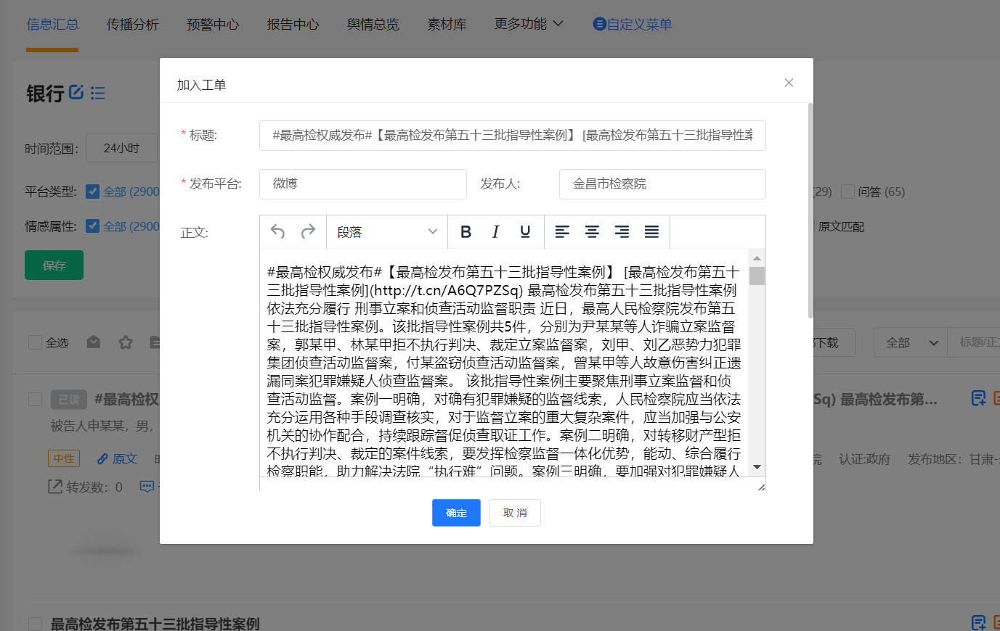 信息汇总 传播分析 预警中心 报告中心 舆情总览 素材库 更多功能 自定义菜单
银行
加入工单
* 标题: #最高检权威发布#【最高检发布第五十三批指导性案例】 [最高检发布第五十三批指导性案
时间范围: 24小时
* 发布平台: 微博 发布人: 金昌市检察院
平台类型: 全部 (2900 (29) 问答 (65)
情感属性: 全部 (2900 原文匹配
正文: 段落 B I U
保存
#最高检权威发布#【最高检发布第五十三批指导性案例】 [最高检发布第五十
三批指导性案例](http://t.cn/A6Q7PZSq) 最高检发布第五十三批指导性案例
依法充分履行 刑事立案和侦查活动监督职责 近日，最高人民检察院发布第五
十三批指导性案例。该批指导性案例共5件，分别为尹某某等人诈骗立案监督
案，郭某甲、林某甲拒不执行判决、裁定立案监督案，刘甲、刘乙恶势力犯罪
集团侦查活动监督案，付某盗窃侦查活动监督案，曾某甲等人故意伤害纠正遗
漏同案犯罪嫌疑人侦查监督案。 该批指导性案例主要聚焦刑事立案监督和侦
查活动监督。案例一明确，对确有犯罪嫌疑的监督线索，人民检察院应当依法
充分运用各种手段调查核实，对于监督立案的重大复杂案件，应当加强与公安
机关的协作配合，持续跟踪督促侦查取证工作。案例二明确，对转移财产型拒
不执行判决、裁定的案件线索，要发挥检察监督一体化优势，能动、综合履行
检察职能，助力解决法院“执行难”问题。案例三明确，要加强对犯罪嫌疑人
全选 下载 全部 标题/正
已读 #最高检权 Sq) 最高检发布第...
被告人申某某，男，
中性 原文 院 认证:政府 发布地区: 甘肃
转发数: 0
确定 取 消
最高检发布第五十三批指导性案例